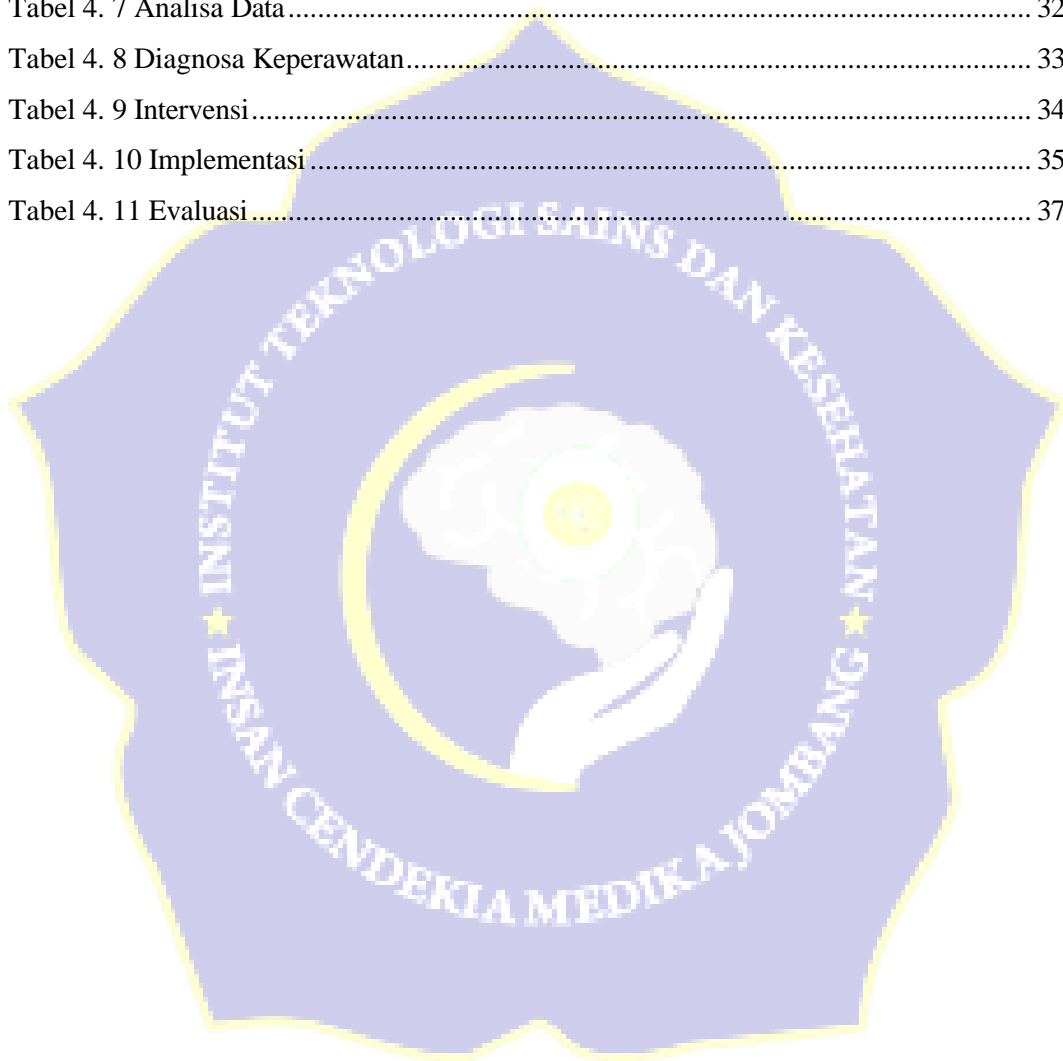 Tabel 4. 7 Analisa Data........................................................................................................ 32
Tabel 4. 8 Diagnosa Keperawatan........................................................................................ 33
Tabel 4. 9 Intervensi............................................................................................................. 34
Tabel 4. 10 Implementasi..................................................................................................... 35
Tabel 4. 11 Evaluasi............................................................................................................. 37
INSTITUT TEKNOLOGI SAINS DAN KESEHATAN
INSAN CENDEKIA MEDIKA JOMBANG